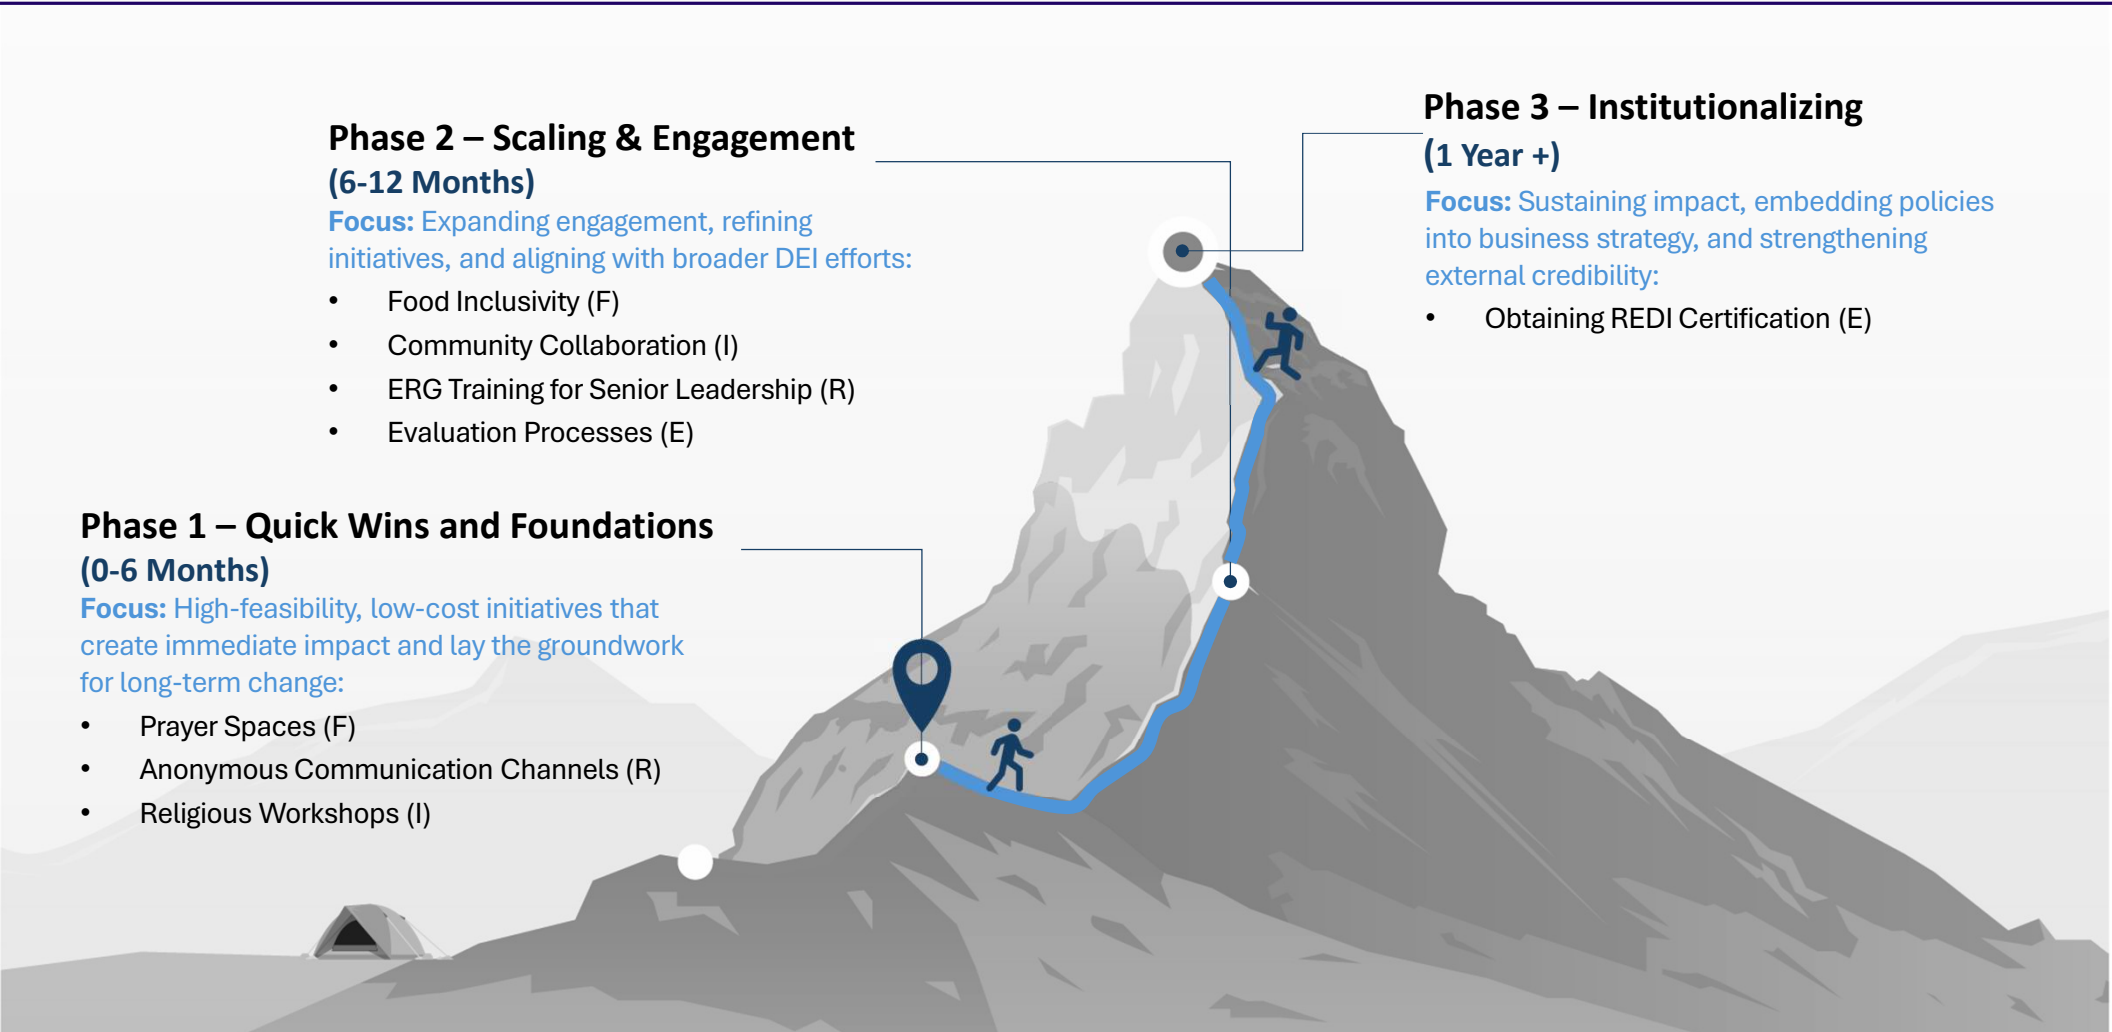 Phase 1 – Quick Wins and Foundations
(0-6 Months)
Focus: High-feasibility, low-cost initiatives that
create immediate impact and lay the groundwork
for long-term change:
• Prayer Spaces (F)
• Anonymous Communication Channels (R)
• Religious Workshops (I)
Phase 2 – Scaling & Engagement
(6-12 Months)
Focus: Expanding engagement, refining
initiatives, and aligning with broader DEI efforts:
• Food Inclusivity (F)
• Community Collaboration (I)
• ERG Training for Senior Leadership (R)
• Evaluation Processes (E)
Phase 3 – Institutionalizing
(1 Year +)
Focus: Sustaining impact, embedding policies
into business strategy, and strengthening
external credibility:
• Obtaining REDI Certification (E)